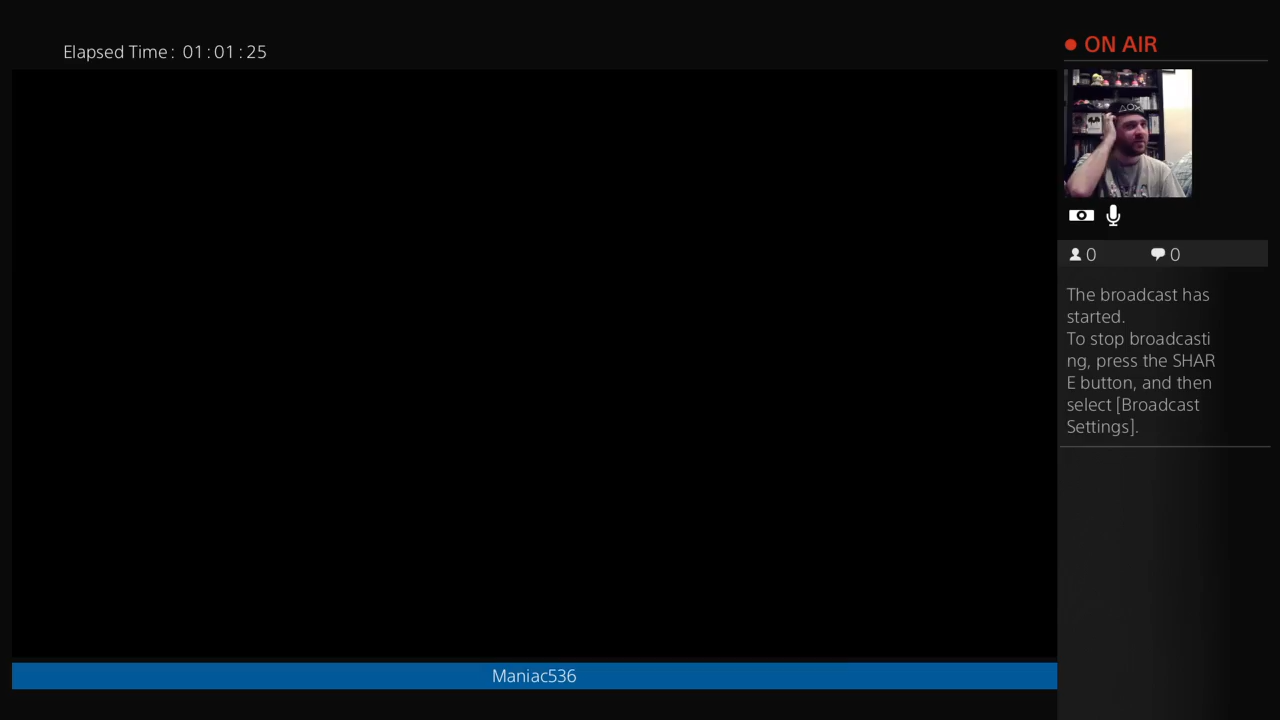 Elapsed Time: 01:01:25
ON AIR
0 0
The broadcast has
started.
To stop broadcasti
ng, press the SHAR
E button, and then
select [Broadcast
Settings].
Maniac536